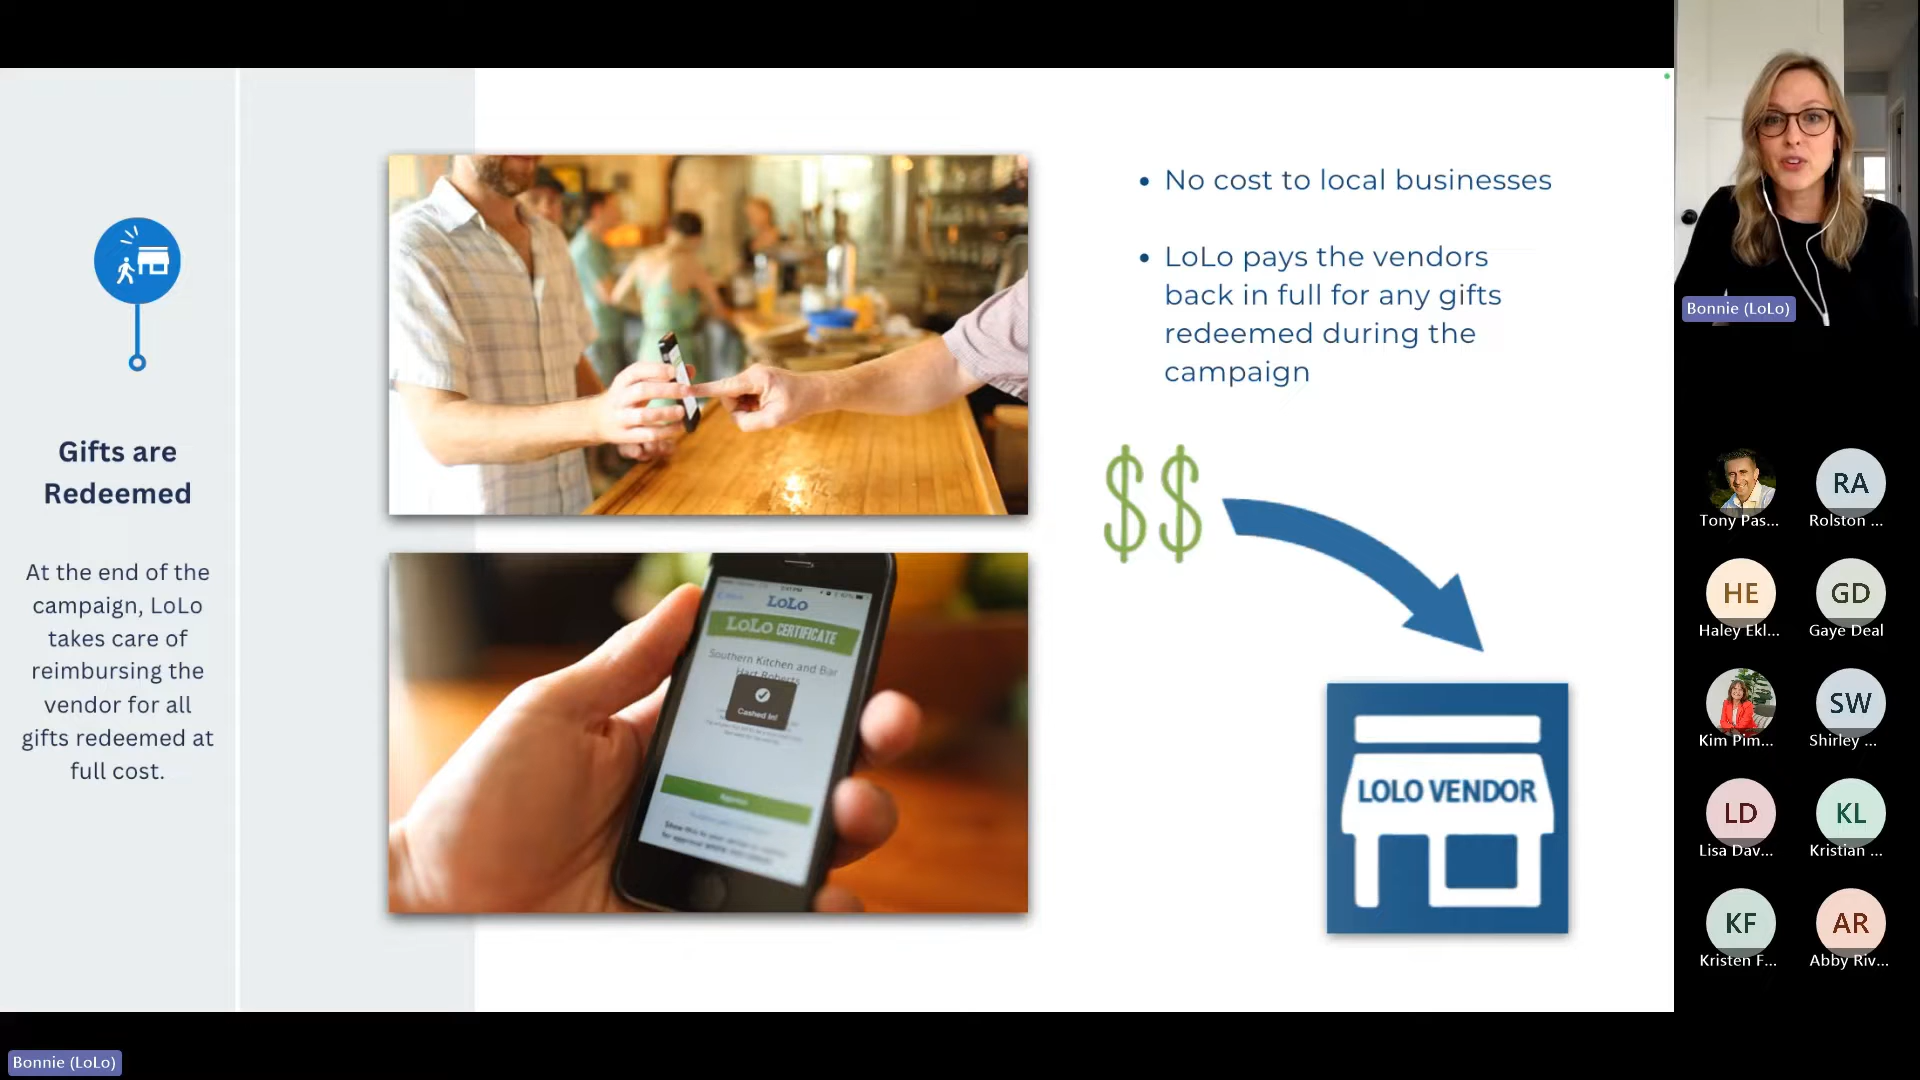 Gifts are
Redeemed
At the end of the
campaign, LoLo
takes care of
reimbursing the
vendor for all
gifts redeemed at
full cost.
LoLo
LoLo CERTIFICATE
Southern Kitchen and Bar
Hart Roberts
Cashed In!
• No cost to local businesses
• LoLo pays the vendors
back in full for any gifts
redeemed during the
campaign
$$
LOLO VENDOR
Bonnie (LoLo)
Tony Pas...
RA
Rolston ...
HE
Haley Ekl...
GD
Gaye Deal
Kim Pim...
SW
Shirley ...
LD
Lisa Dav...
KL
Kristian ...
KF
Kristen F...
AR
Abby Riv...
Bonnie (LoLo)